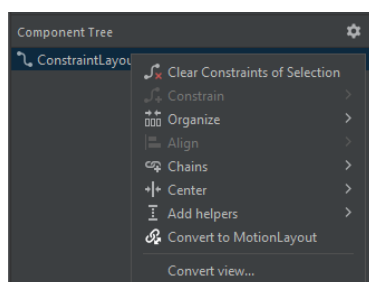 Component Tree
ConstraintLayou
Clear Constraints of Selection
Constrain
Organize
Align
Chains
Center
Add helpers
Convert to MotionLayout
Convert view...